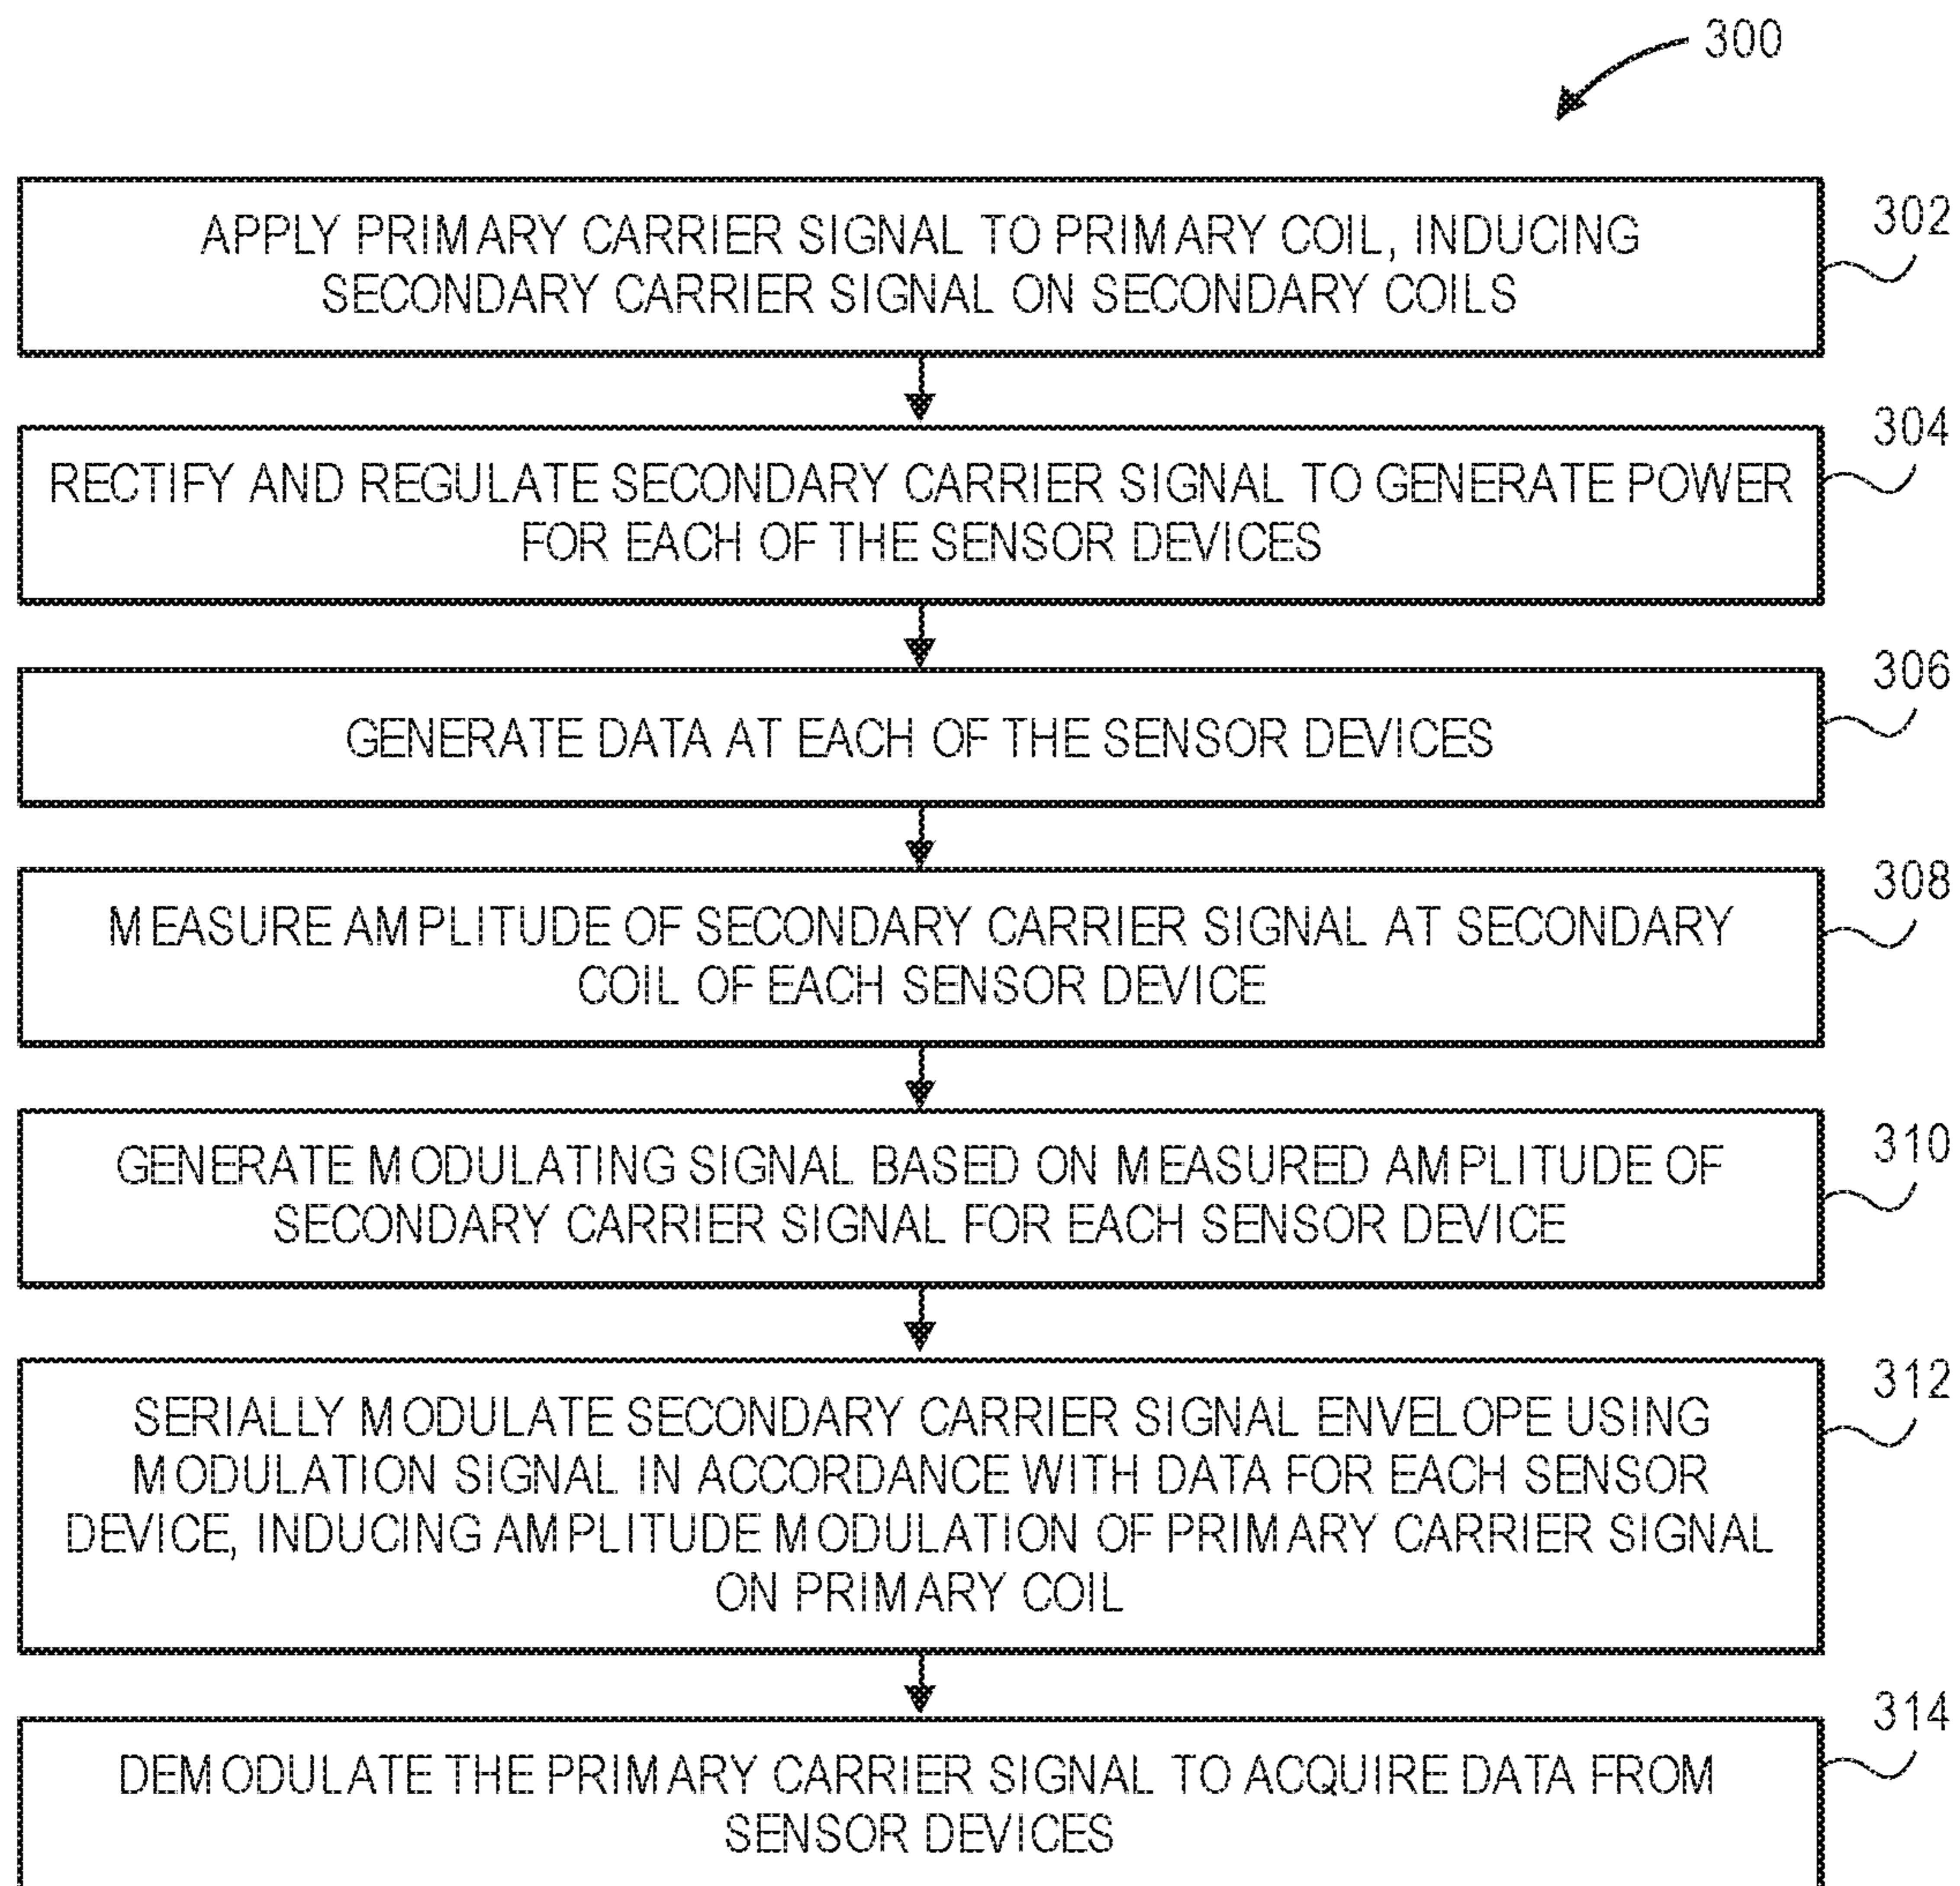 300
APPLY PRIMARY CARRIER SIGNAL TO PRIMARY COIL, INDUCING
SECONDARY CARRIER SIGNAL ON SECONDARY COILS
302
RECTIFY AND REGULATE SECONDARY CARRIER SIGNAL TO GENERATE POWER
FOR EACH OF THE SENSOR DEVICES
304
GENERATE DATA AT EACH OF THE SENSOR DEVICES
306
MEASURE AMPLITUDE OF SECONDARY CARRIER SIGNAL AT SECONDARY
COIL OF EACH SENSOR DEVICE
308
GENERATE MODULATING SIGNAL BASED ON MEASURED AMPLITUDE OF
SECONDARY CARRIER SIGNAL FOR EACH SENSOR DEVICE
310
SERIALLY MODULATE SECONDARY CARRIER SIGNAL ENVELOPE USING
MODULATION SIGNAL IN ACCORDANCE WITH DATA FOR EACH SENSOR
DEVICE, INDUCING AMPLITUDE MODULATION OF PRIMARY CARRIER SIGNAL
ON PRIMARY COIL
312
DEMODULATE THE PRIMARY CARRIER SIGNAL TO ACQUIRE DATA FROM
SENSOR DEVICES
314